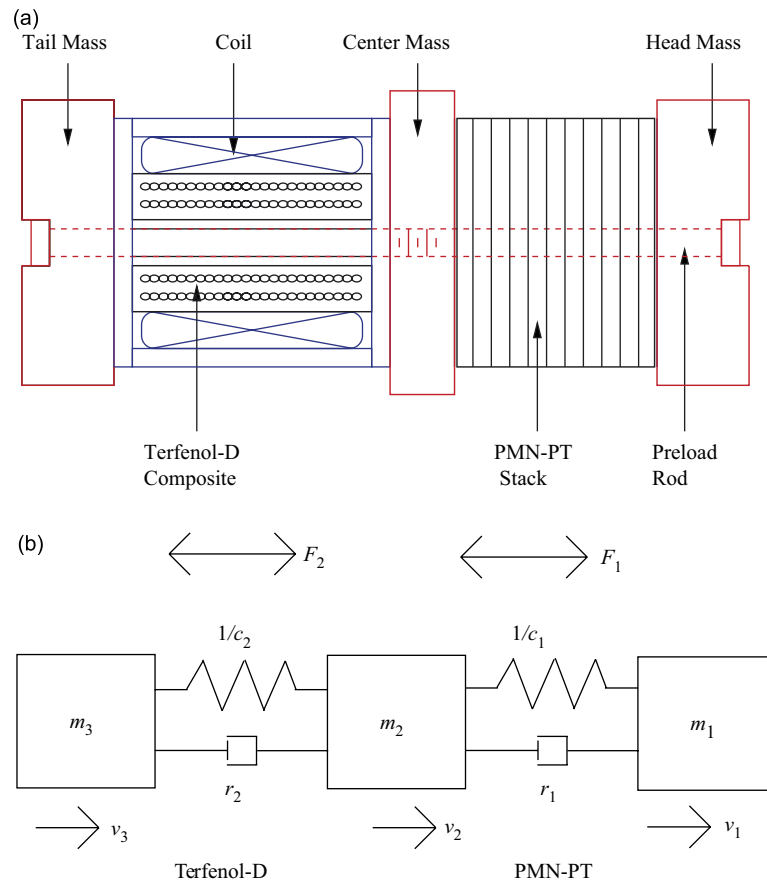 (a)
Tail Mass
Coil
Center Mass
Head Mass
Terfenol-D
Composite
PMN-PT
Stack
Preload
Rod
(b)
F2
F1
1/c2
1/c1
m3
m2
m1
r2
r1
v3
v2
v1
Terfenol-D
PMN-PT